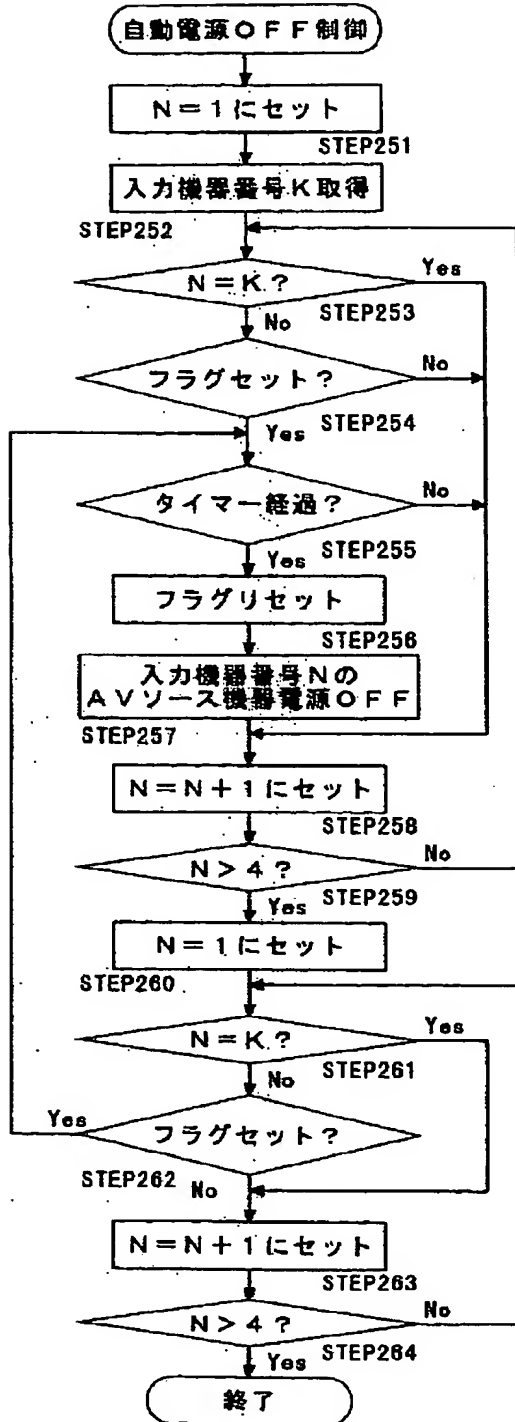 自動電源OFF制御
N=1にセット
STEP251
入力機器番号K取得
STEP252
N=K?
Yes
STEP253
No
フラグセット?
No
STEP254
Yes
タイマー経過?
No
STEP255
Yes
フラグリセット
STEP256
入力機器番号Nの
AVソース機器電源OFF
STEP257
N=N+1にセット
STEP258
N>4?
No
STEP259
Yes
N=1にセット
STEP260
N=K?
Yes
STEP261
No
フラグセット?
Yes
STEP262
No
N=N+1にセット
STEP263
N>4?
No
STEP264
Yes
終了